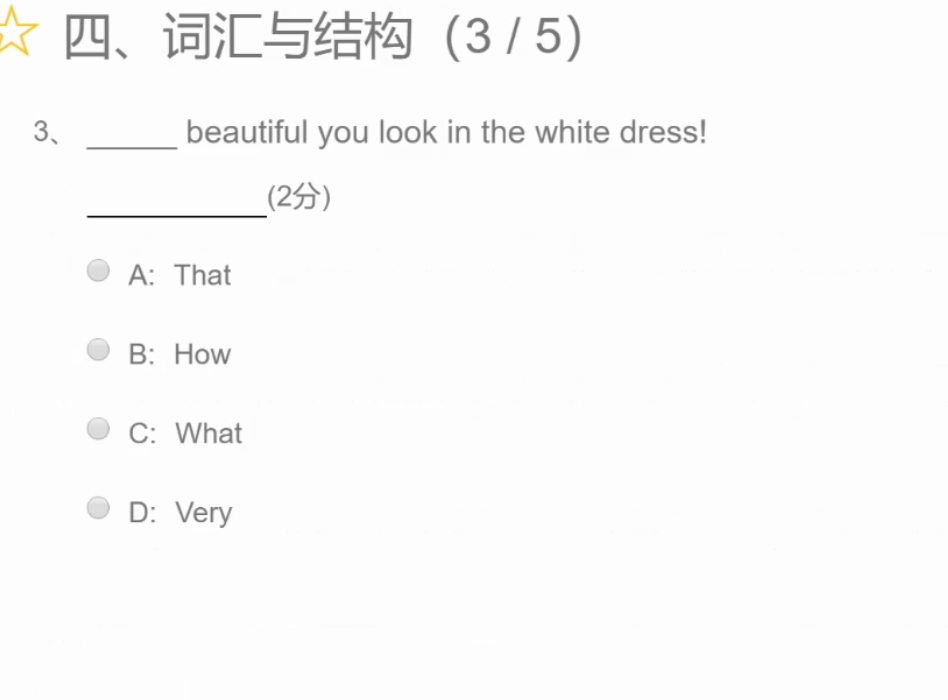 四、词汇与结构（3 / 5）
3、 ______ beautiful you look in the white dress!
____________(2分)
A: That
B: How
C: What
D: Very